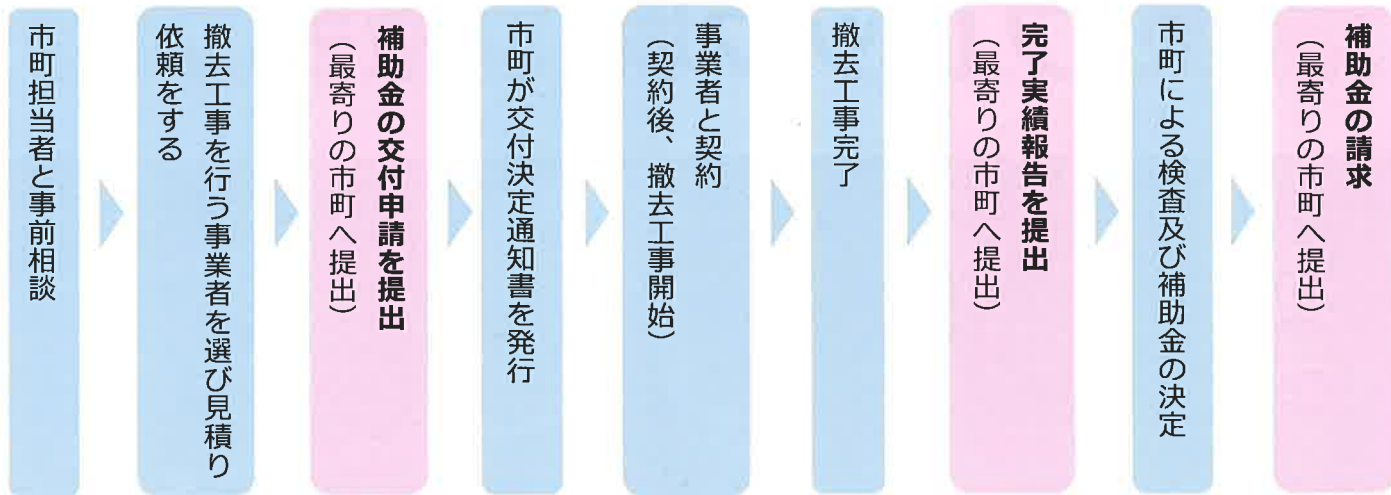 市町担当者と事前相談
撤去工事を行う事業者を選び見積り
依頼をする
補助金の交付申請を提出
(最寄りの市町へ提出)
市町が交付決定通知書を発行
事業者と契約
(契約後、撤去工事開始)
撤去工事完了
完了実績報告を提出
(最寄りの市町へ提出)
市町による検査及び補助金の決定
補助金の請求
(最寄りの市町へ提出)